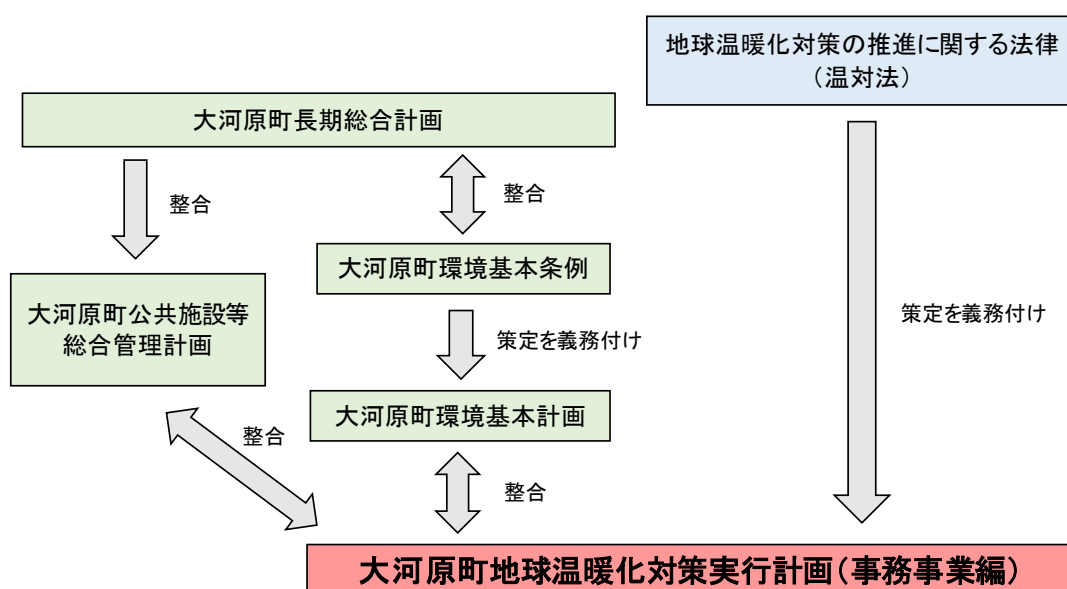 地球温暖化対策の推進に関する法律
（温対法）
大河原町長期総合計画
整合
整合
大河原町環境基本条例
大河原町公共施設等
総合管理計画
策定を義務付け
策定を義務付け
大河原町環境基本計画
整合
整合
大河原町地球温暖化対策実行計画（事務事業編）